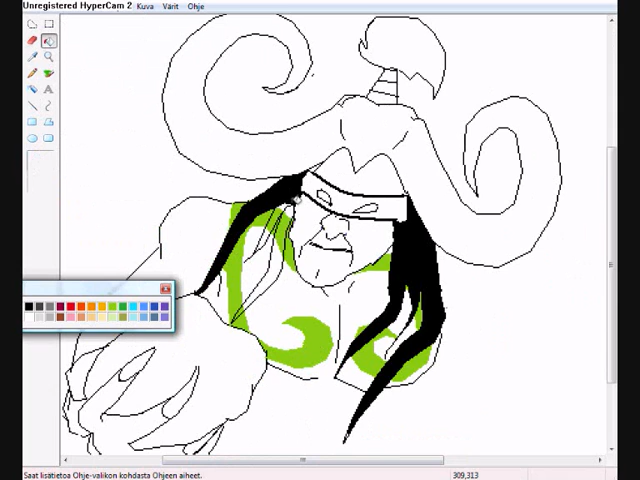 Unregistered HyperCam 2
Kuva Värit Ohje
A
Saat lisätietoa Ohje-valikon kohdasta Ohjeen aiheet.
309,313